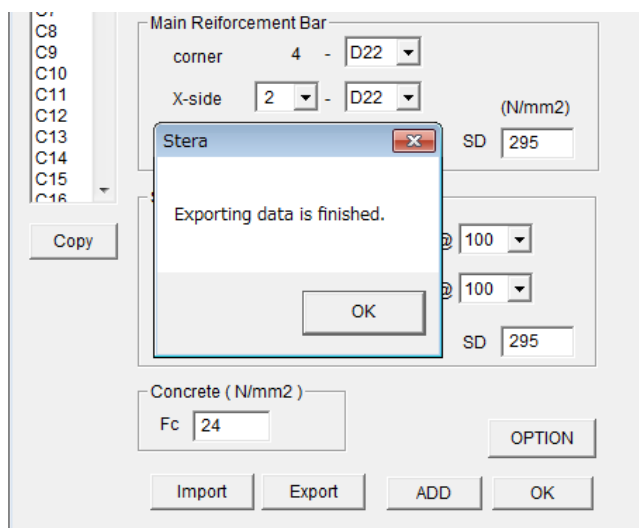 C8
C9
C10
C11
C12
C13
C14
C15
C16
Copy
Main Reiforcement Bar
corner 4 - D22
X-side 2 - D22
(N/mm2)
SD 295
Stera
Exporting data is finished.
OK
@ 100
@ 100
SD 295
Concrete ( N/mm2 )
Fc 24
OPTION
Import Export ADD OK